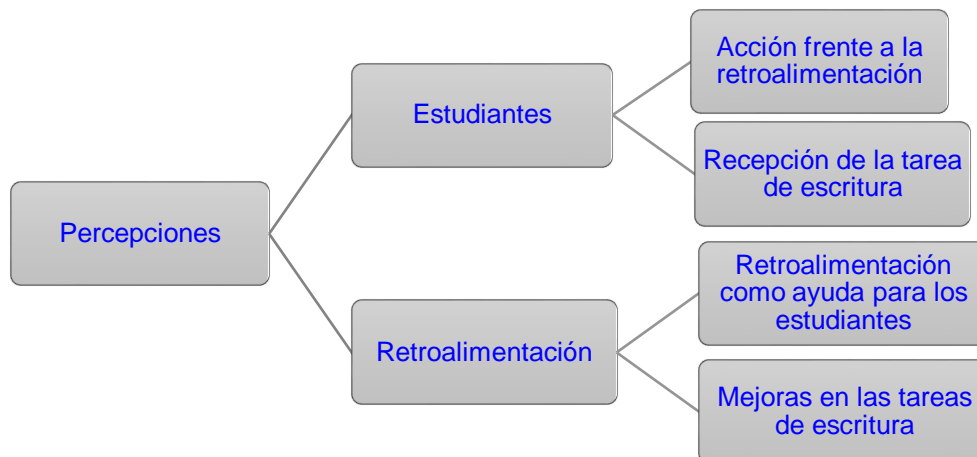 Percepciones
Estudiantes
Acción frente a la
retroalimentación
Recepción de la tarea
de escritura
Retroalimentación
Retroalimentación
como ayuda para los
estudiantes
Mejoras en las tareas
de escritura